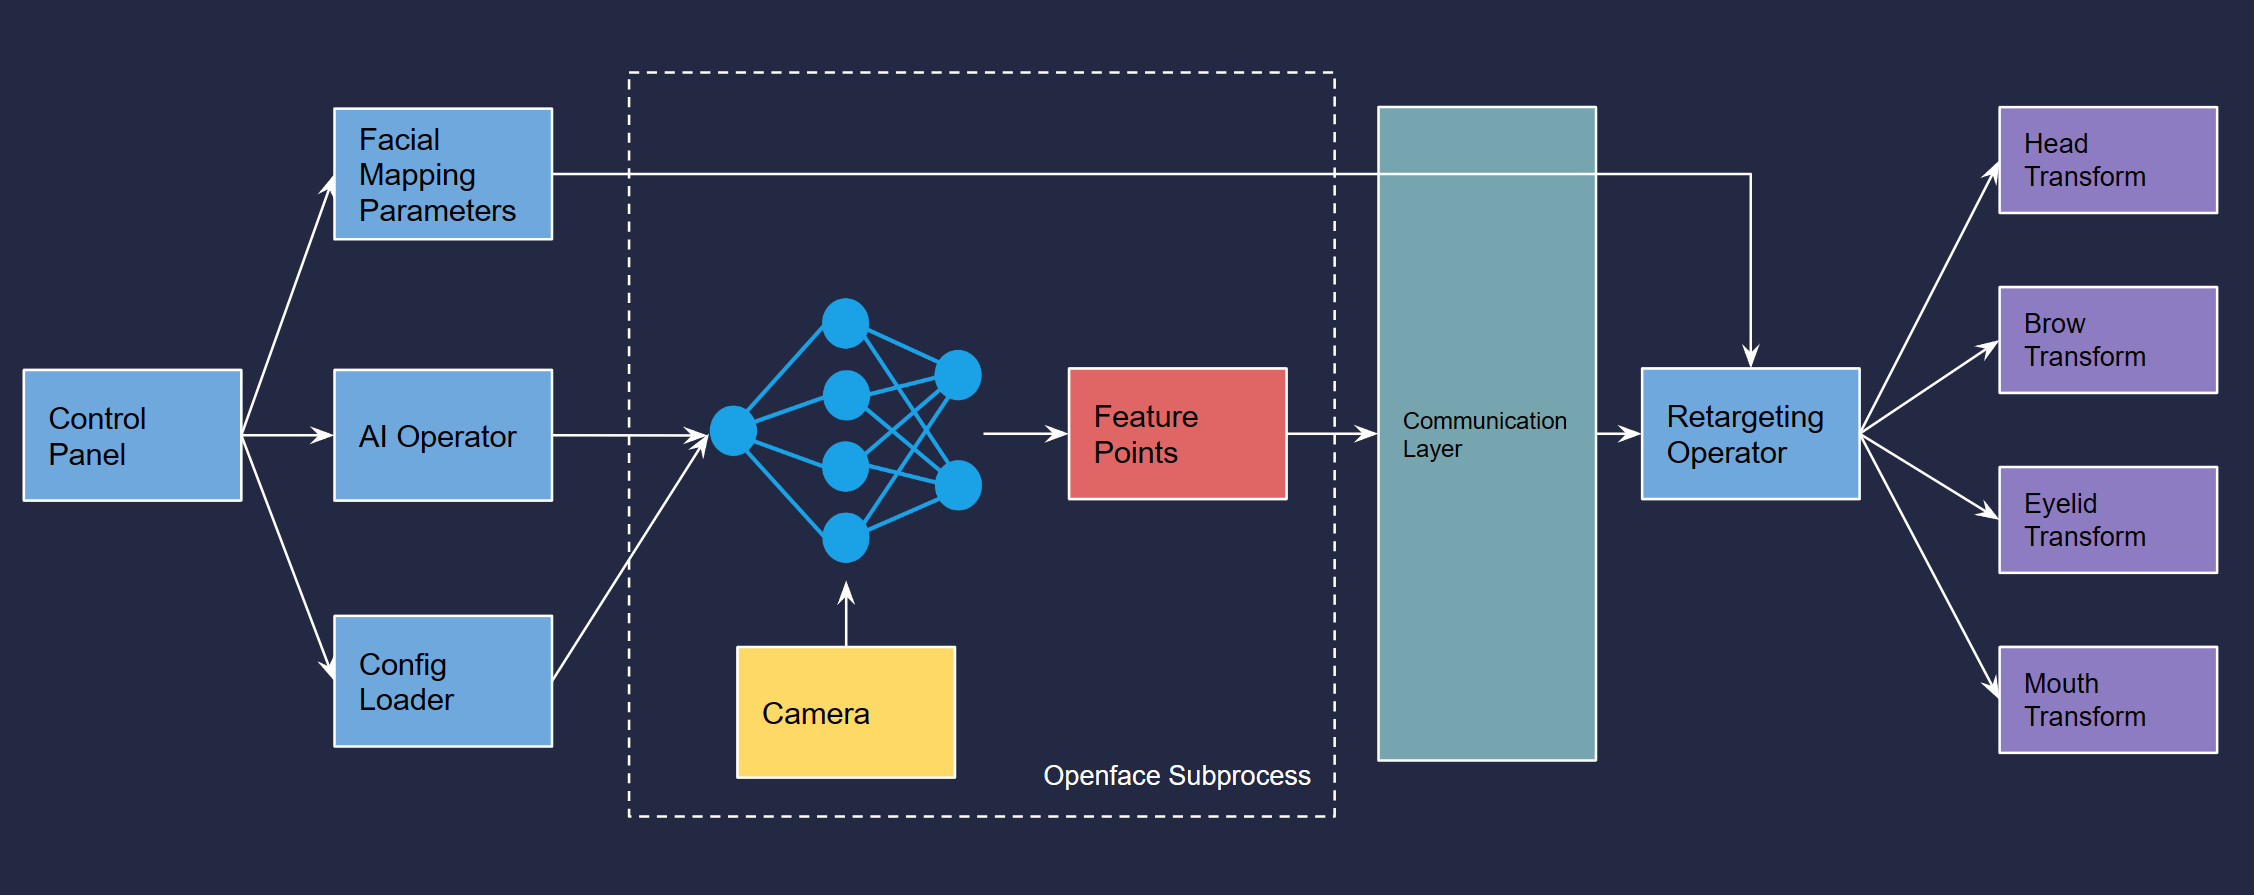 Control
Panel
Facial
Mapping
Parameters
AI Operator
Config
Loader
Camera
Openface Subprocess
Feature
Points
Communication
Layer
Retargeting
Operator
Head
Transform
Brow
Transform
Eyelid
Transform
Mouth
Transform